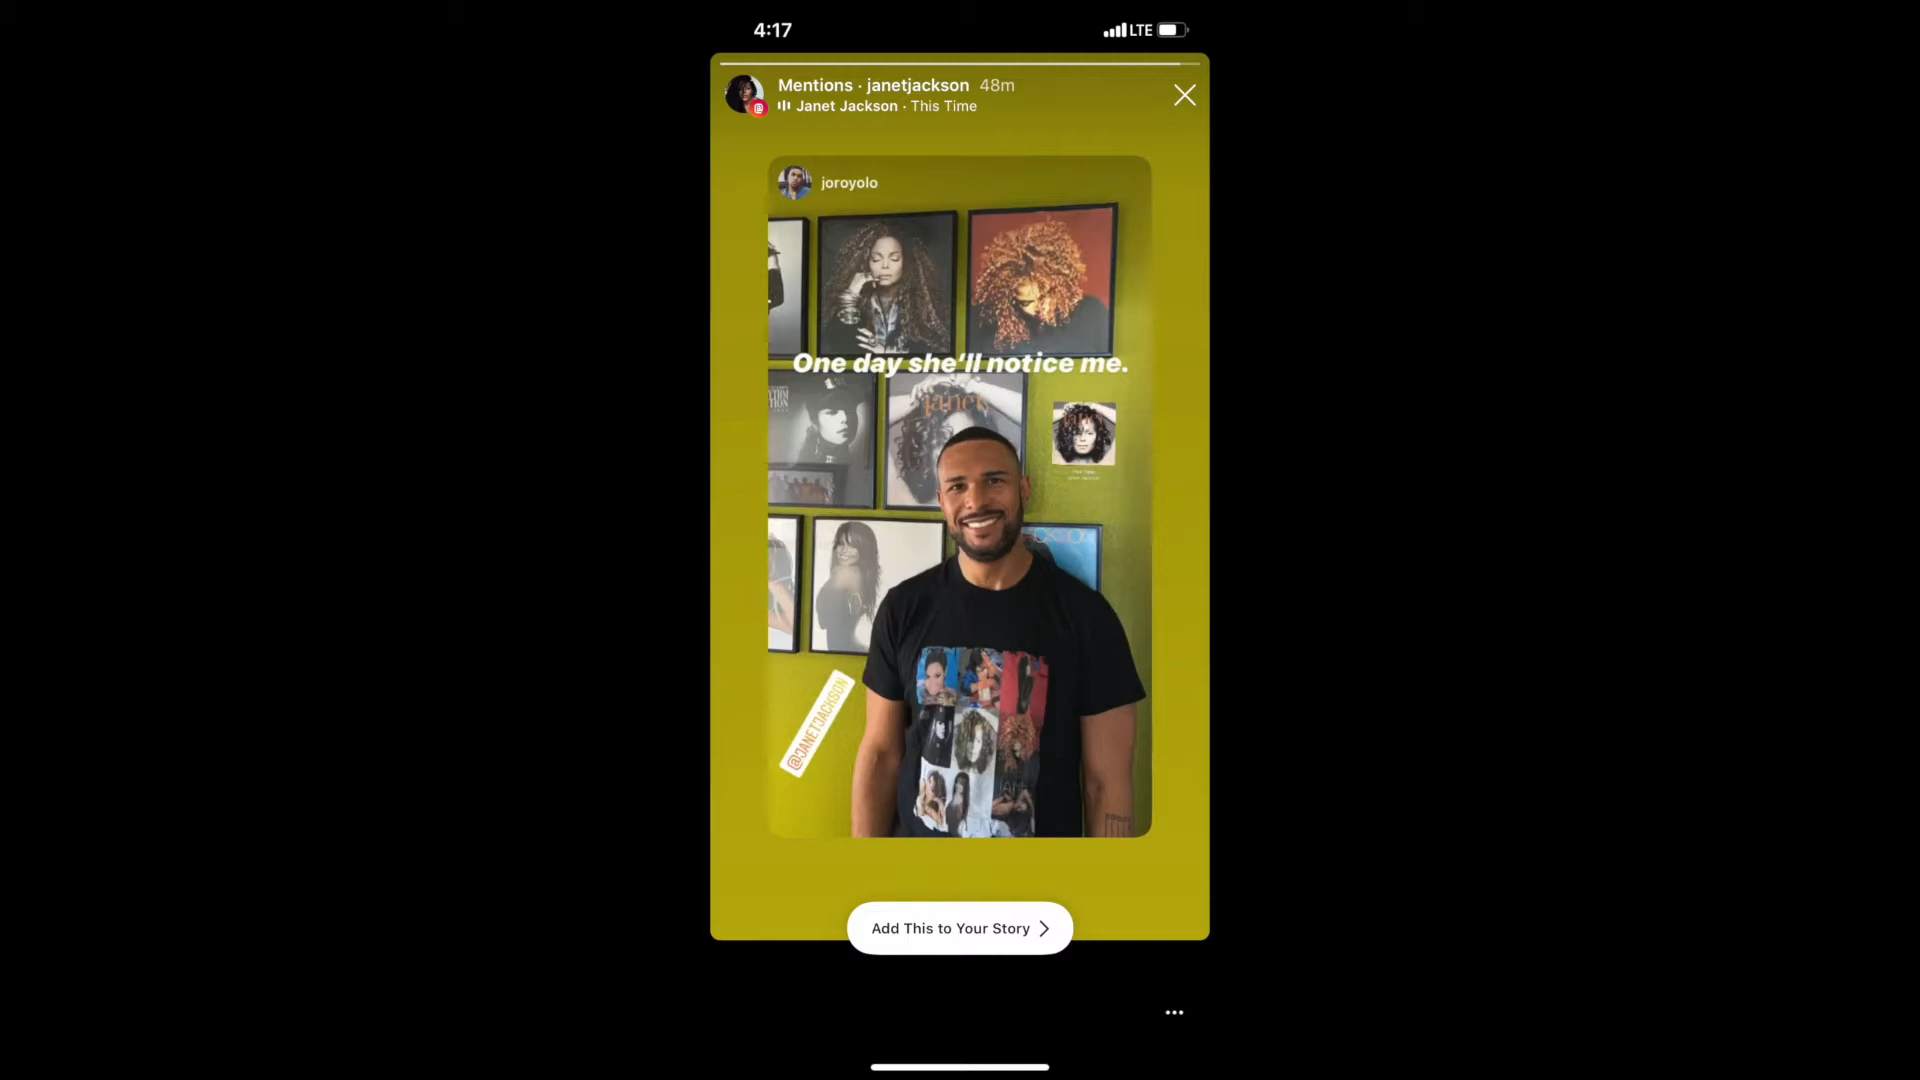 4:17
LTE
Mentions · janetjackson 48m
Janet Jackson · This Time
joroyolo
One day she'll notice me.
janet
@JANETJACKSON
Add This to Your Story